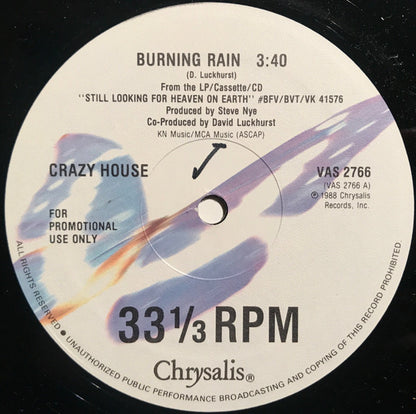 BURNING RAIN 3:40
(D. Luckhurst)
From the LP/Cassette/CD
"STILL LOOKING FOR HEAVEN ON EARTH" #BFV/BVT/VK 41576
Produced by Steve Nye
Co-Produced by David Luckhurst
KN Music/MCA Music (ASCAP)
CRAZY HOUSE
VAS 2766
(VAS 2766 A)
℗1988 Chrysalis
Records, Inc.
FOR
PROMOTIONAL
USE ONLY
33 1/3 RPM
Chrysalis®
ALL RIGHTS RESERVED ● UNAUTHORIZED PUBLIC PERFORMANCE BROADCASTING AND COPYING OF THIS RECORD PROHIBITED